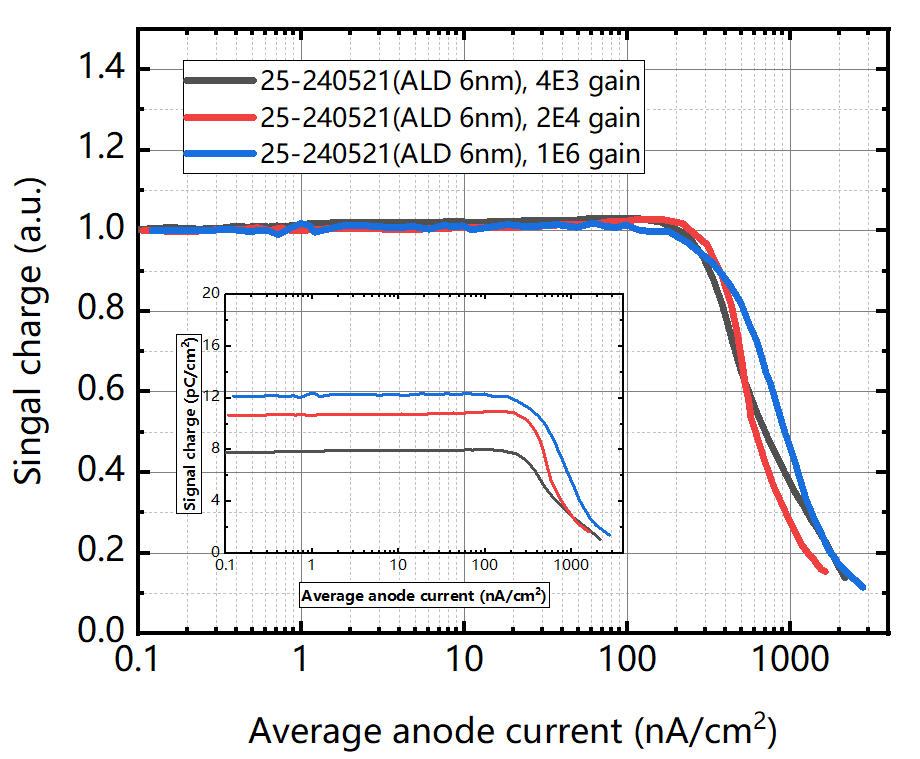 1.4
1.2
1.0
0.8
0.6
0.4
0.2
0.0
Singal charge (a.u.)
25-240521(ALD 6nm), 4E3 gain
25-240521(ALD 6nm), 2E4 gain
25-240521(ALD 6nm), 1E6 gain
20
16
12
8
4
0
Signal charge (pC/cm²)
0.1 1 10 100 1000
Average anode current (nA/cm²)
0.1 1 10 100 1000
Average anode current (nA/cm²)